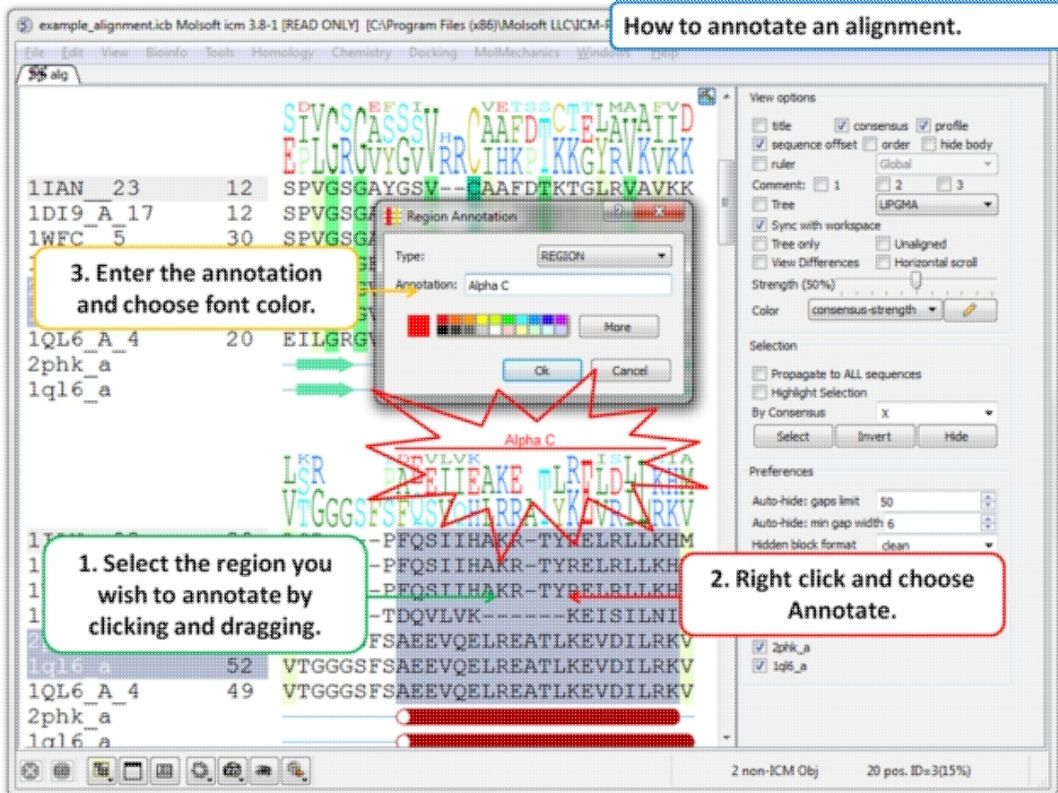 example_alignment.icb Molsoft icm 3.8-1 [READ ONLY] [C:\Program Files (x86)\Molsoft LLC\ICM-
How to annotate an alignment.
File Edit View Bioinfo Tools Homology Chemistry Docking MolMechanics Windows Help
alig
1IAN__23 12 SPVGSGAYGSV--CAAFDTKTGLRVAVKK
1DI9_A_17 12 SPVGSGA
1WFC__5 30 SPVGSGA
3. Enter the annotation
and choose font color.
1QL6_A_4 20 EILGRGV
2phk_a
1ql6_a
Region Annotation
Type: REGION
Annotation: Alpha C
More
Ok Cancel
Alpha C
-PFQSIIHAKR-TYRELRLLKHM
-PFQSIIHAKR-TYRELRLLKH
-PFQSIIHAKR-TYRELRLLKH
-TDQVLVK------KEISILNI
FSAEEVQELREATLKEVDILRKV
1. Select the region you
wish to annotate by
clicking and dragging.
2. Right click and choose
Annotate.
1ql6_a 52 VTGGGSFSAEEVQELREATLKEVDILRKV
1QL6_A_4 49 VTGGGSFSAEEVQELREATLKEVDILRKV
2phk_a
1ql6_a
View options
title consensus profile
sequence offset order hide body
ruler Global
Comment: 1 2 3
Tree UPGMA
Sync with workspace
Tree only Unaligned
View Differences Horizontal scroll
Strength (50%)
Color consensus-strength
Selection
Propagate to ALL sequences
Highlight Selection
By Consensus X
Select Invert Hide
Preferences
Auto-hide: gaps limit 50
Auto-hide: min gap width 6
Hidden block format clean
2phk_a
1ql6_a
2 non-ICM Obj 20 pos. ID=3(15%)